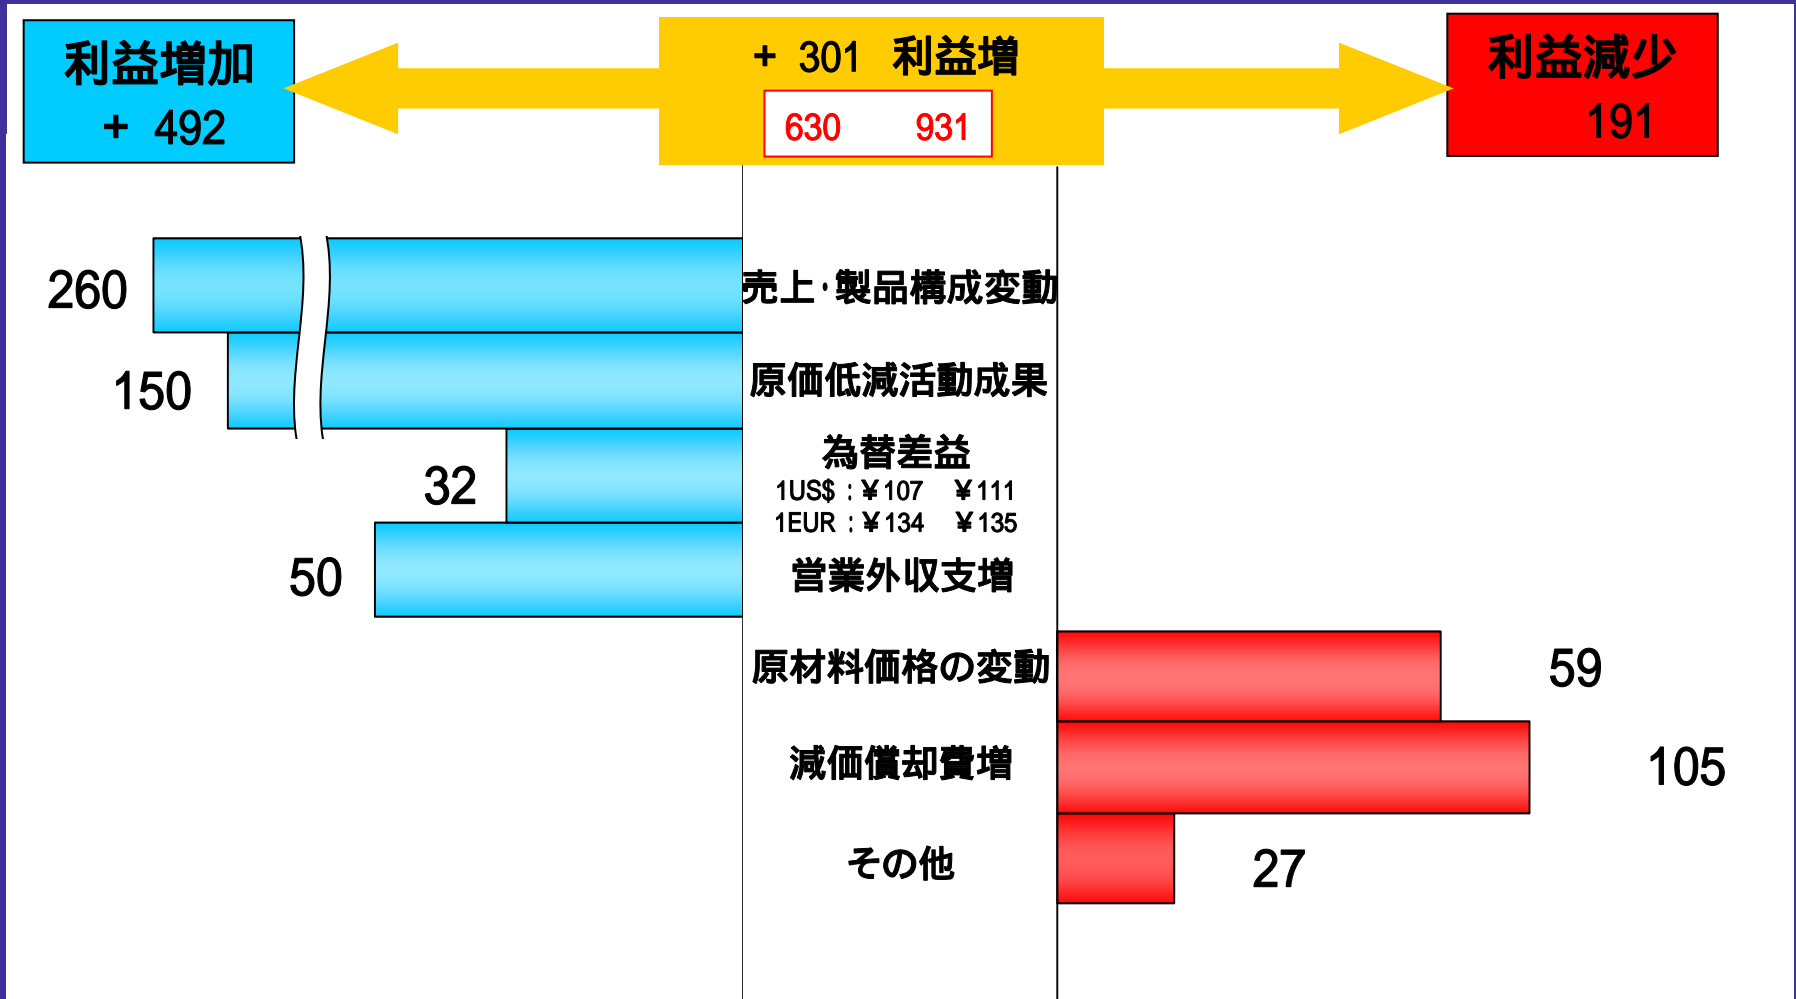 利益増加
+ 492
+ 301 利益増
630 931
利益減少
191
260 売上・製品構成変動
150 原価低減活動成果
32 為替差益
1US$ : ¥107 ¥111
1EUR : ¥134 ¥135
50 営業外収支増
原材料価格の変動 59
減価償却費増 105
その他 27